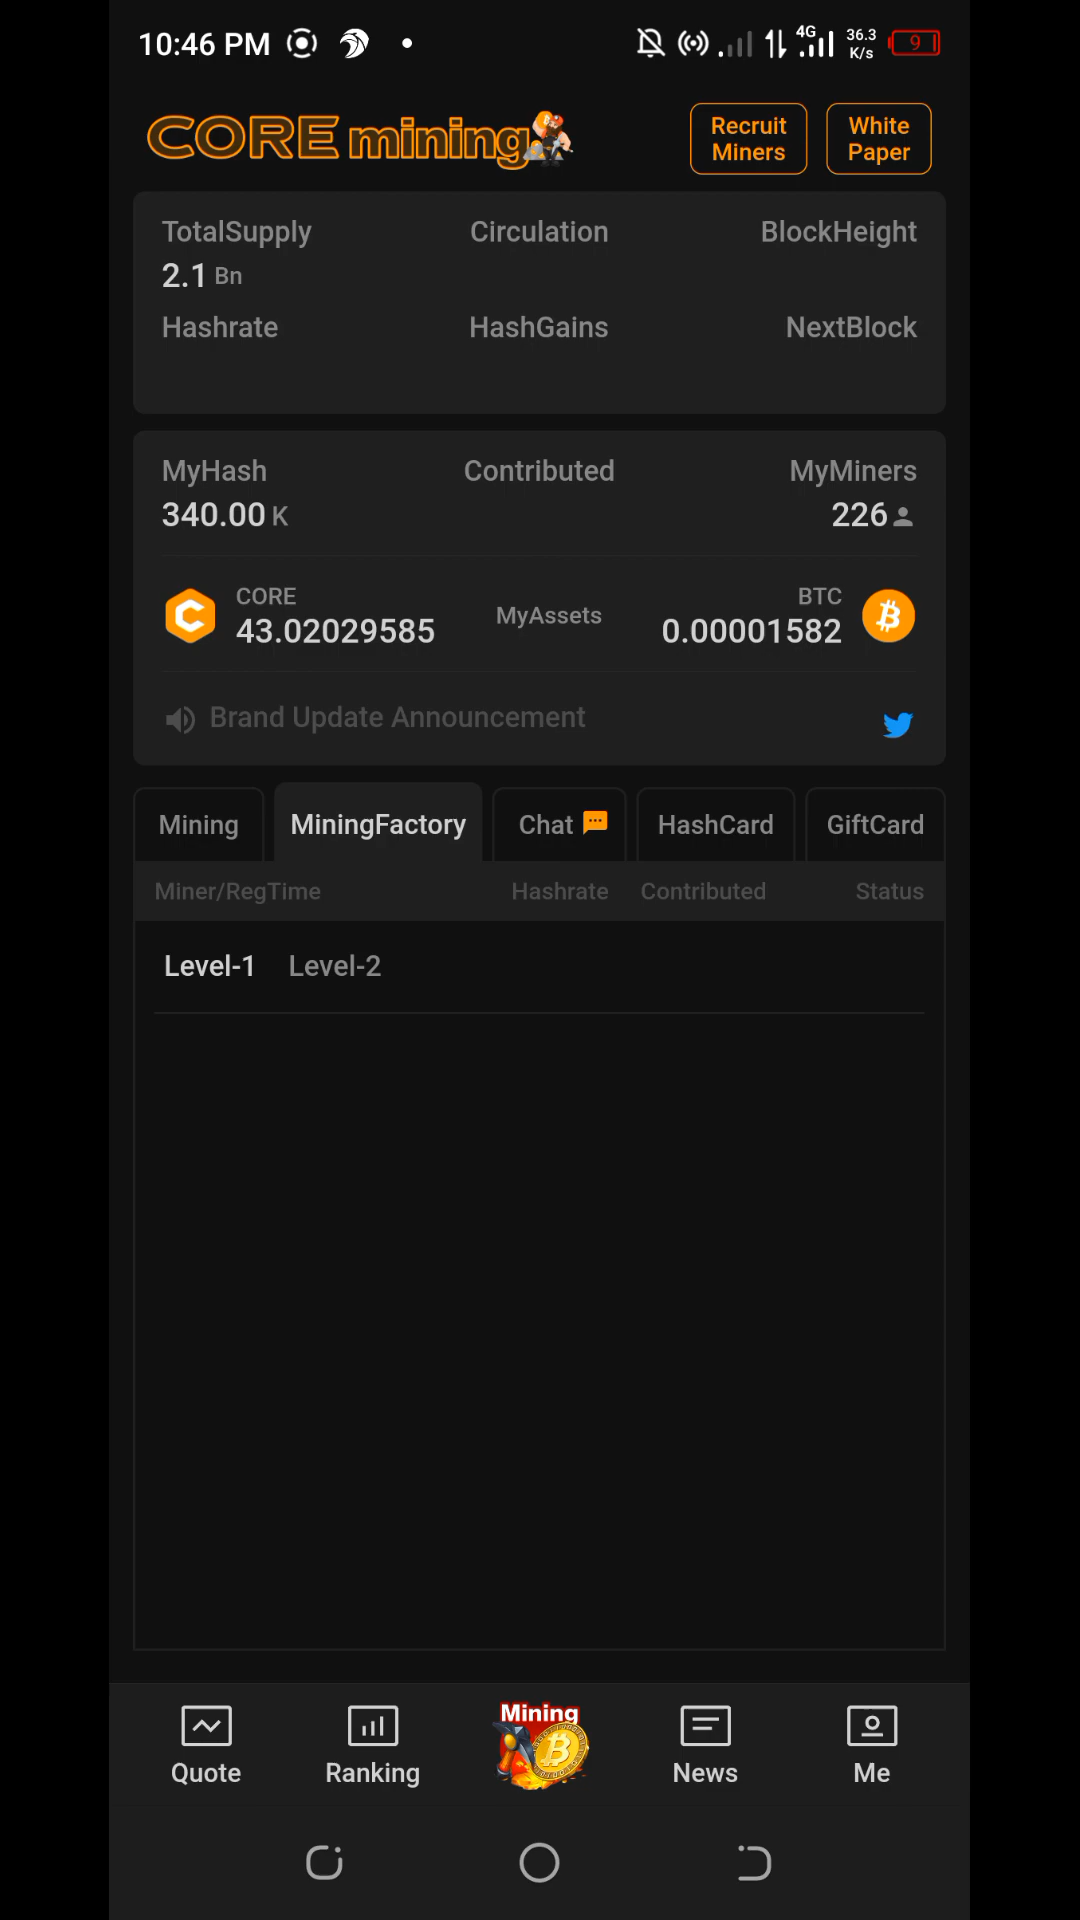 10:46 PM 4G 36.3 K/s 9
CORE mining
Recruit Miners
White Paper
TotalSupply Circulation BlockHeight
2.1 Bn
Hashrate HashGains NextBlock
MyHash Contributed MyMiners
340.00 K 226
CORE BTC
43.02029585 MyAssets 0.00001582
Brand Update Announcement
Mining MiningFactory Chat HashCard GiftCard
Miner/RegTime Hashrate Contributed Status
Level-1 Level-2
Mining
Quote Ranking News Me